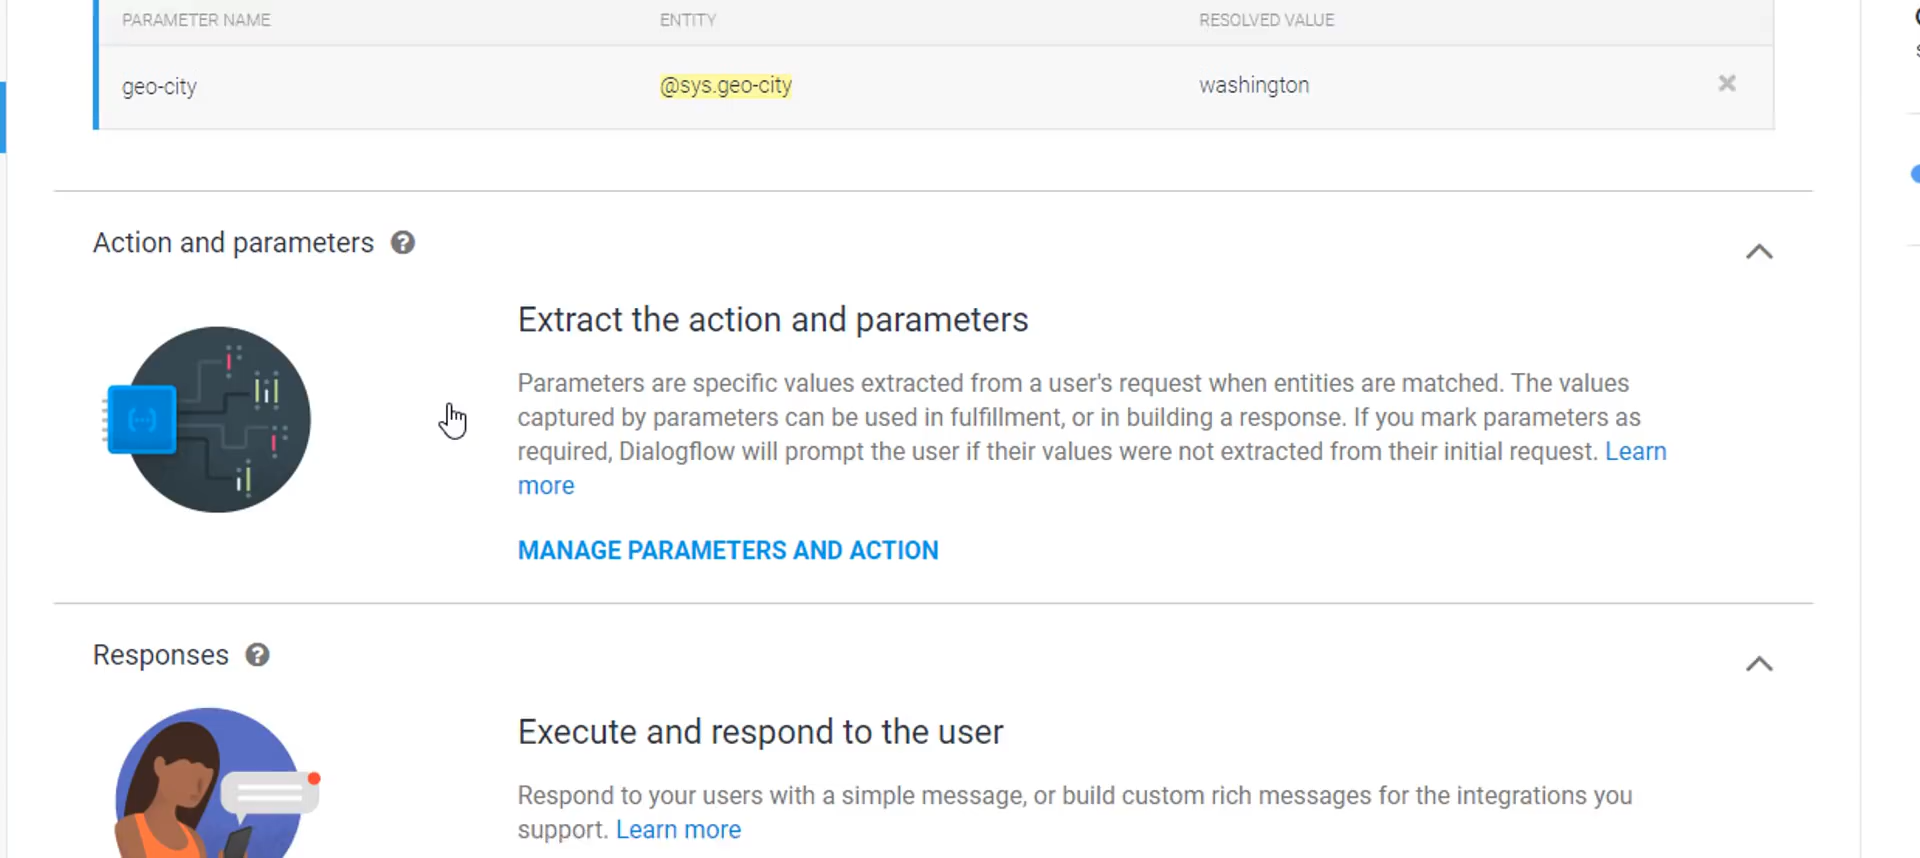 PARAMETER NAME ENTITY RESOLVED VALUE
geo-city @sys.geo-city washington
Action and parameters
Extract the action and parameters
Parameters are specific values extracted from a user's request when entities are matched. The values
captured by parameters can be used in fulfillment, or in building a response. If you mark parameters as
required, Dialogflow will prompt the user if their values were not extracted from their initial request. Learn
more
MANAGE PARAMETERS AND ACTION
Responses
Execute and respond to the user
Respond to your users with a simple message, or build custom rich messages for the integrations you
support. Learn more